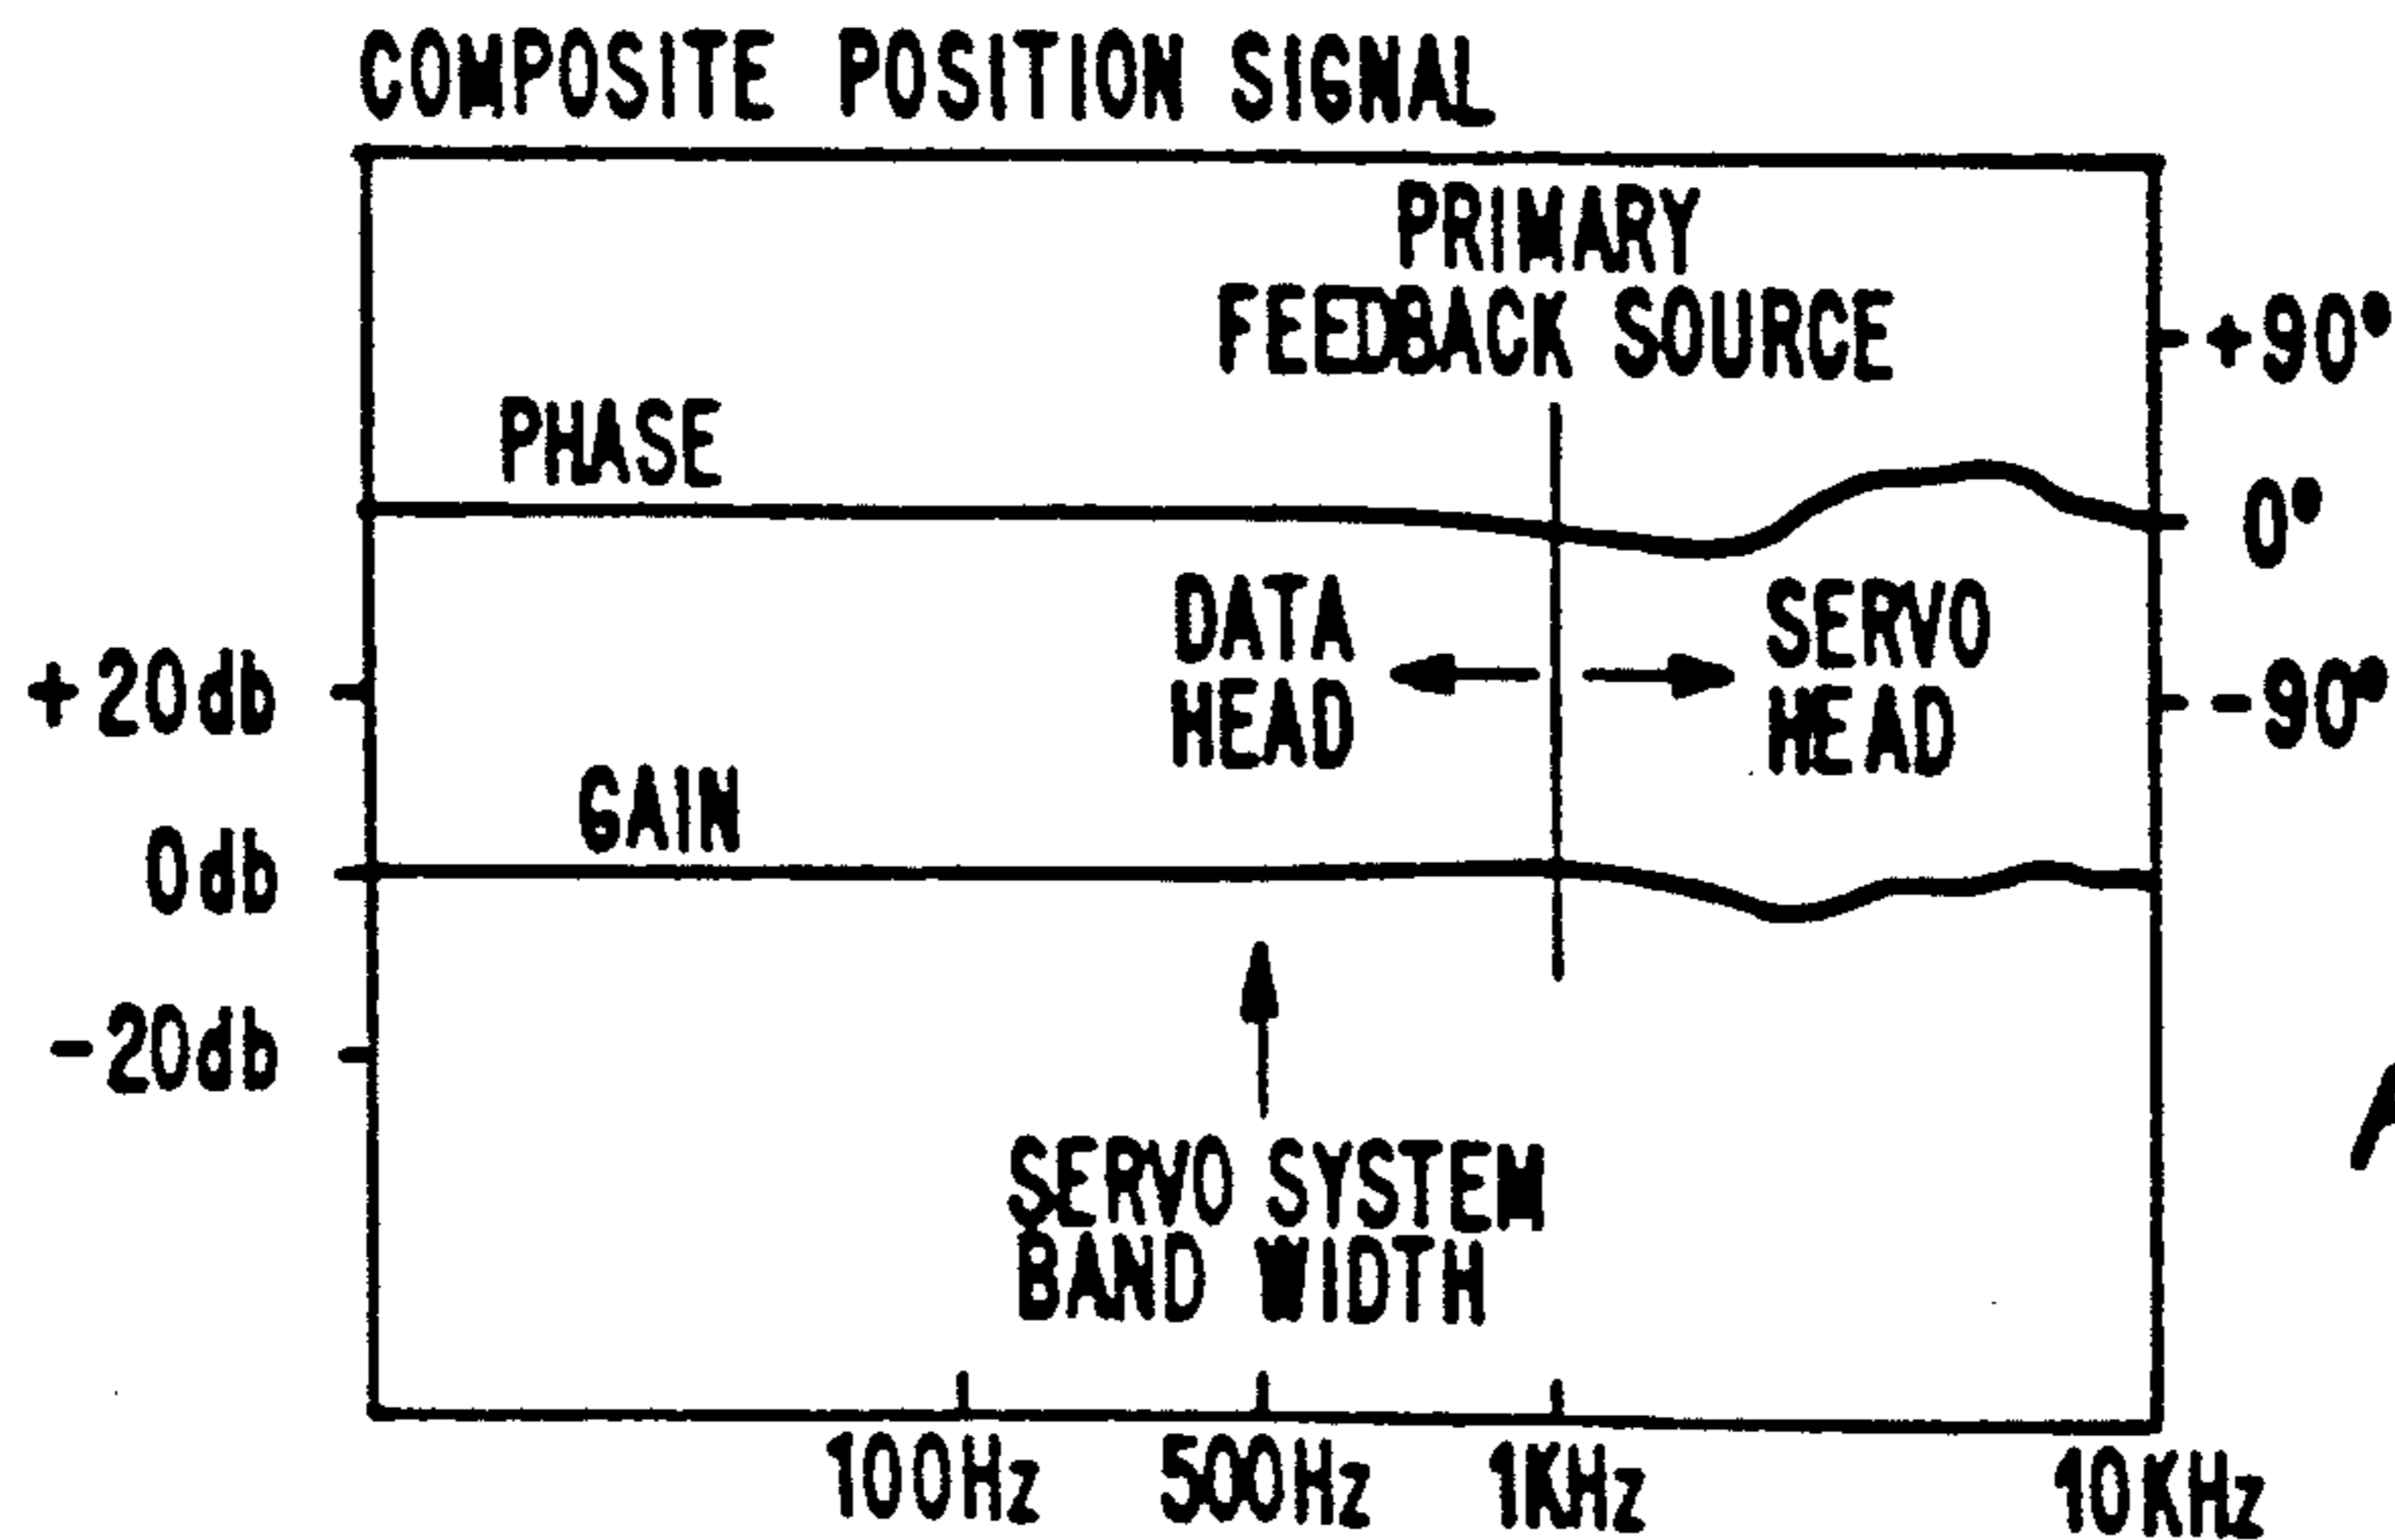 COMPOSITE POSITION SIGNAL
PRIMARY
FEEDBACK SOURCE
+90°
PHASE
0°
DATA
HEAD
SERVO
HEAD
+20db
-90°
GAIN
0db
-20db
SERVO SYSTEM
BAND WIDTH
100Hz 500Hz 1KHz 10KHz